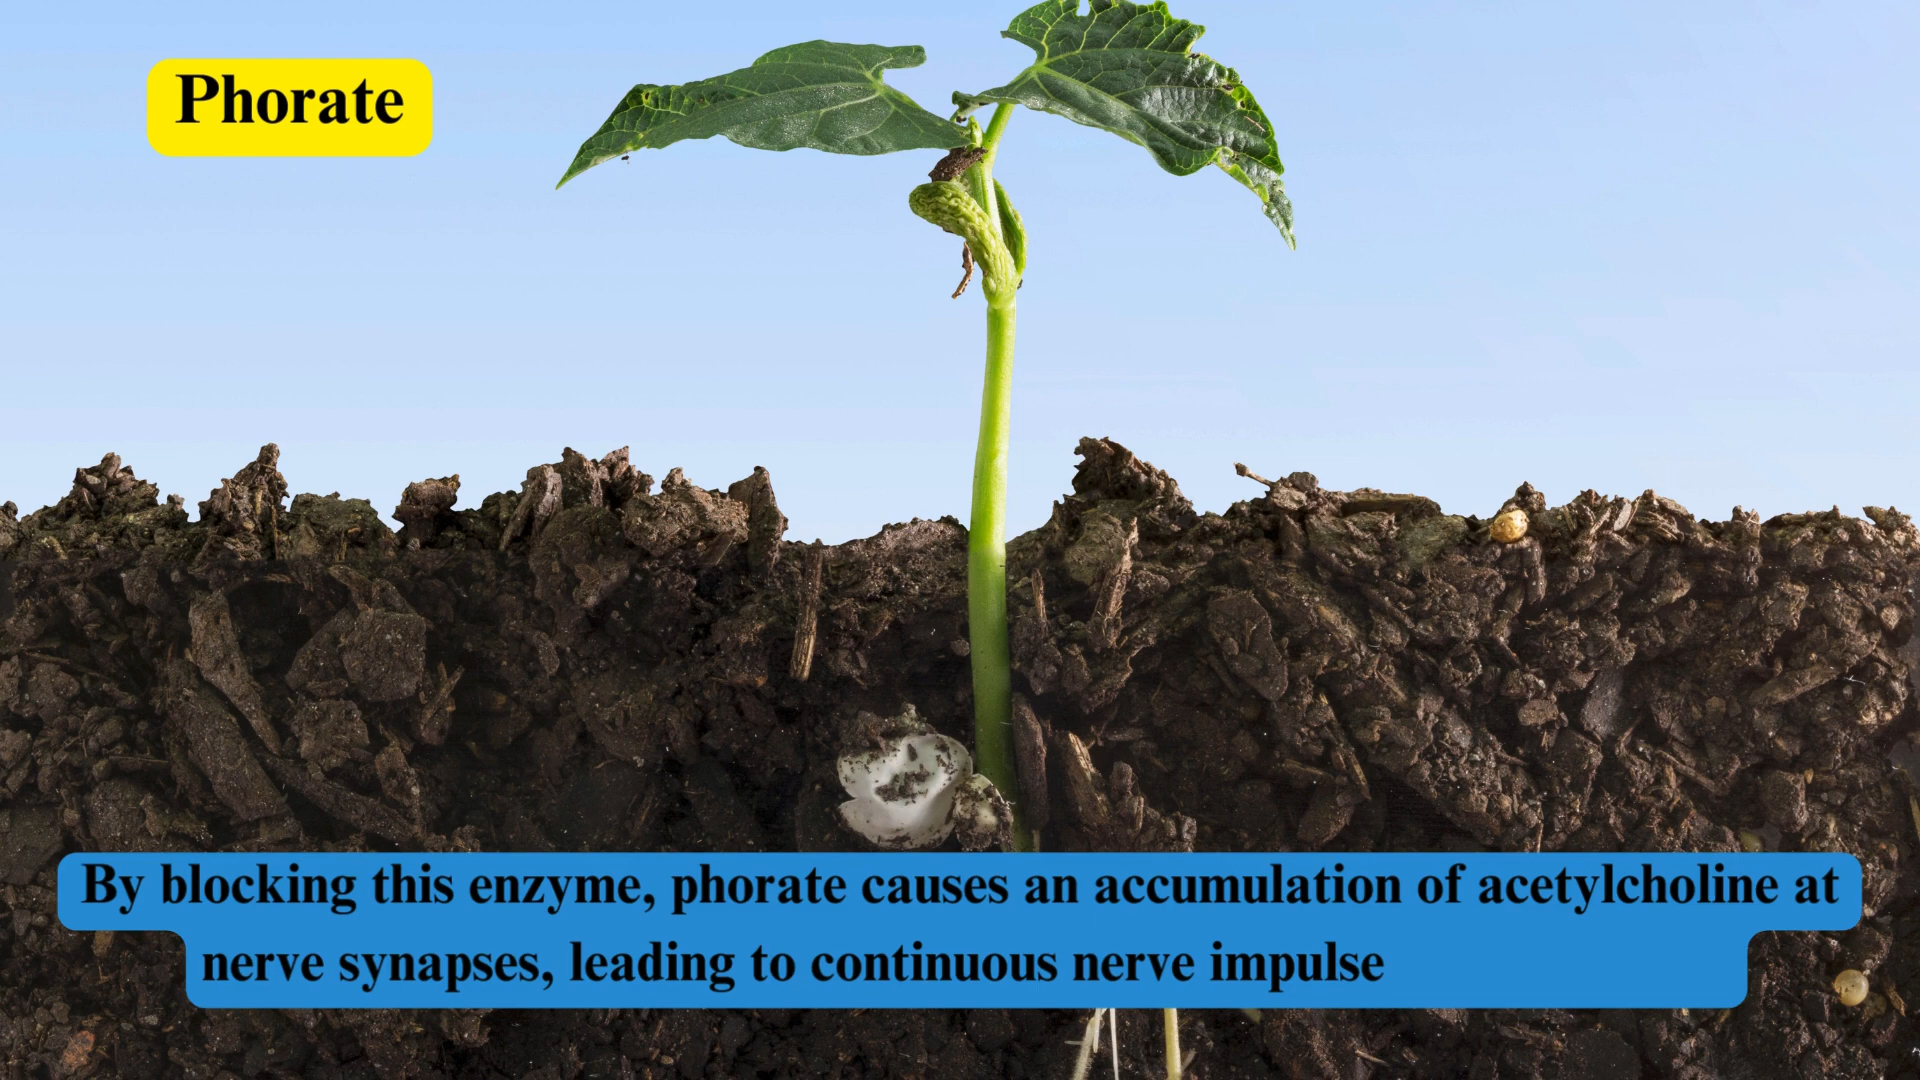 Phorate
By blocking this enzyme, phorate causes an accumulation of acetylcholine at
nerve synapses, leading to continuous nerve impulse